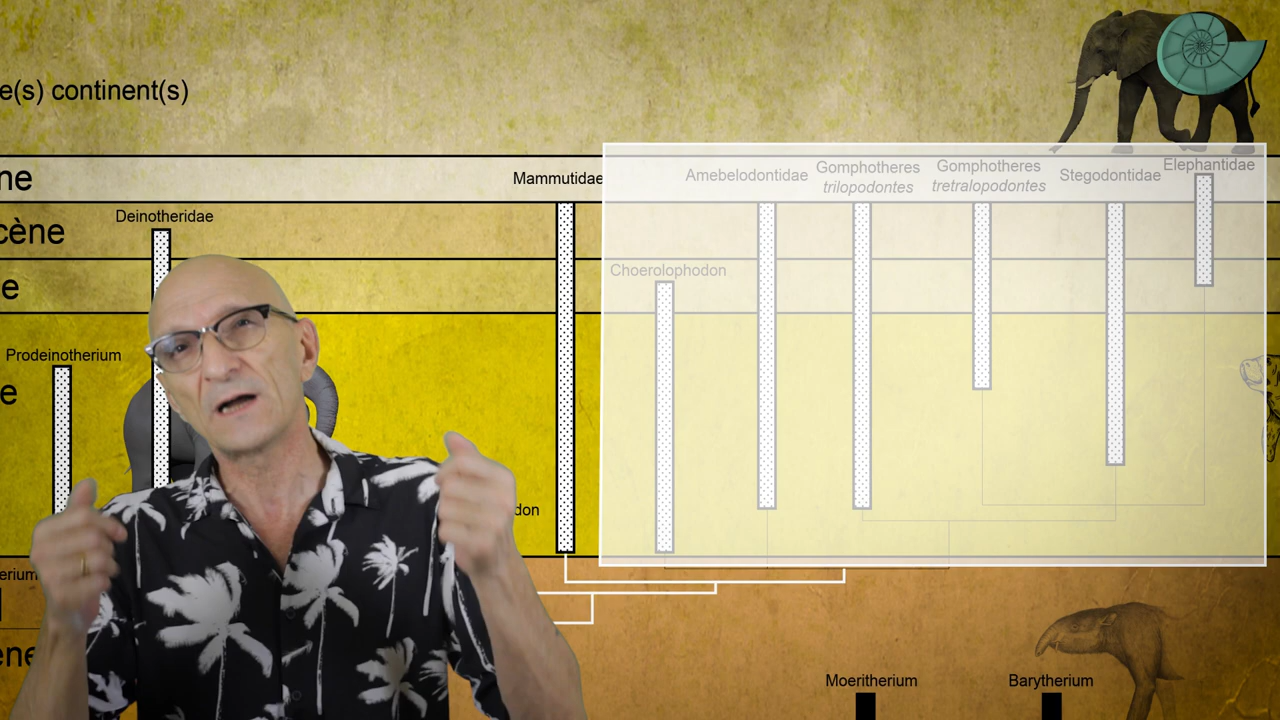 e(s) continent(s)
ne
Mammutidae
Amebelodontidae
Gomphotheres
trilopodontes
Gomphotheres
tretralopodontes
Stegodontidae
Elephantidae
cène
Deinotheridae
Choerolophodon
e
Prodeinotherium
e
don
erium
ène
Moeritherium
Barytherium